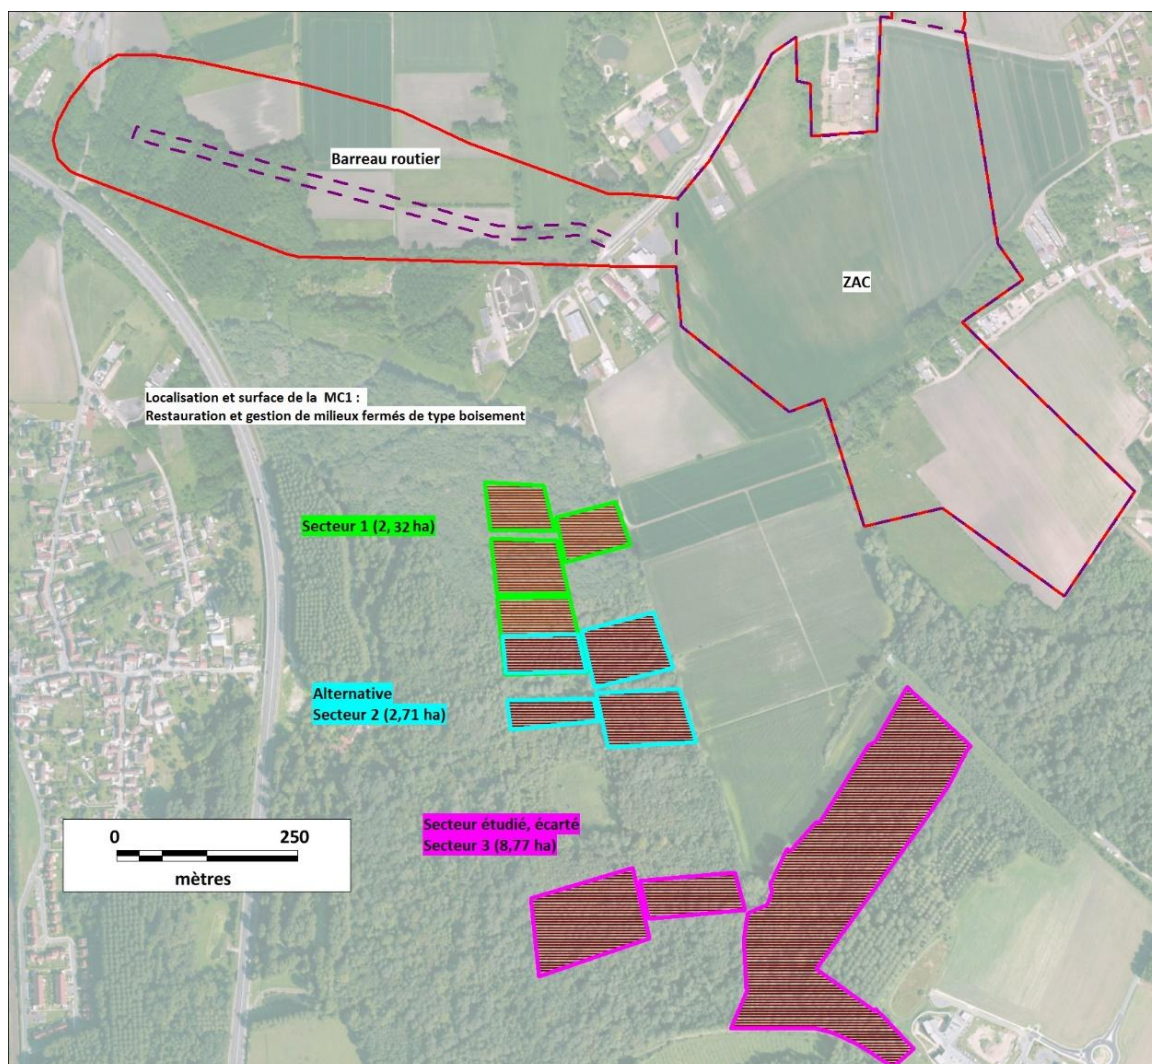 Barreau routier
ZAC
Localisation et surface de la MC1 :
Restauration et gestion de milieux fermés de type boisement
Secteur 1 (2, 32 ha)
Alternative
Secteur 2 (2,71 ha)
Secteur étudié, écarté
Secteur 3 (8,77 ha)
0 250
mètres